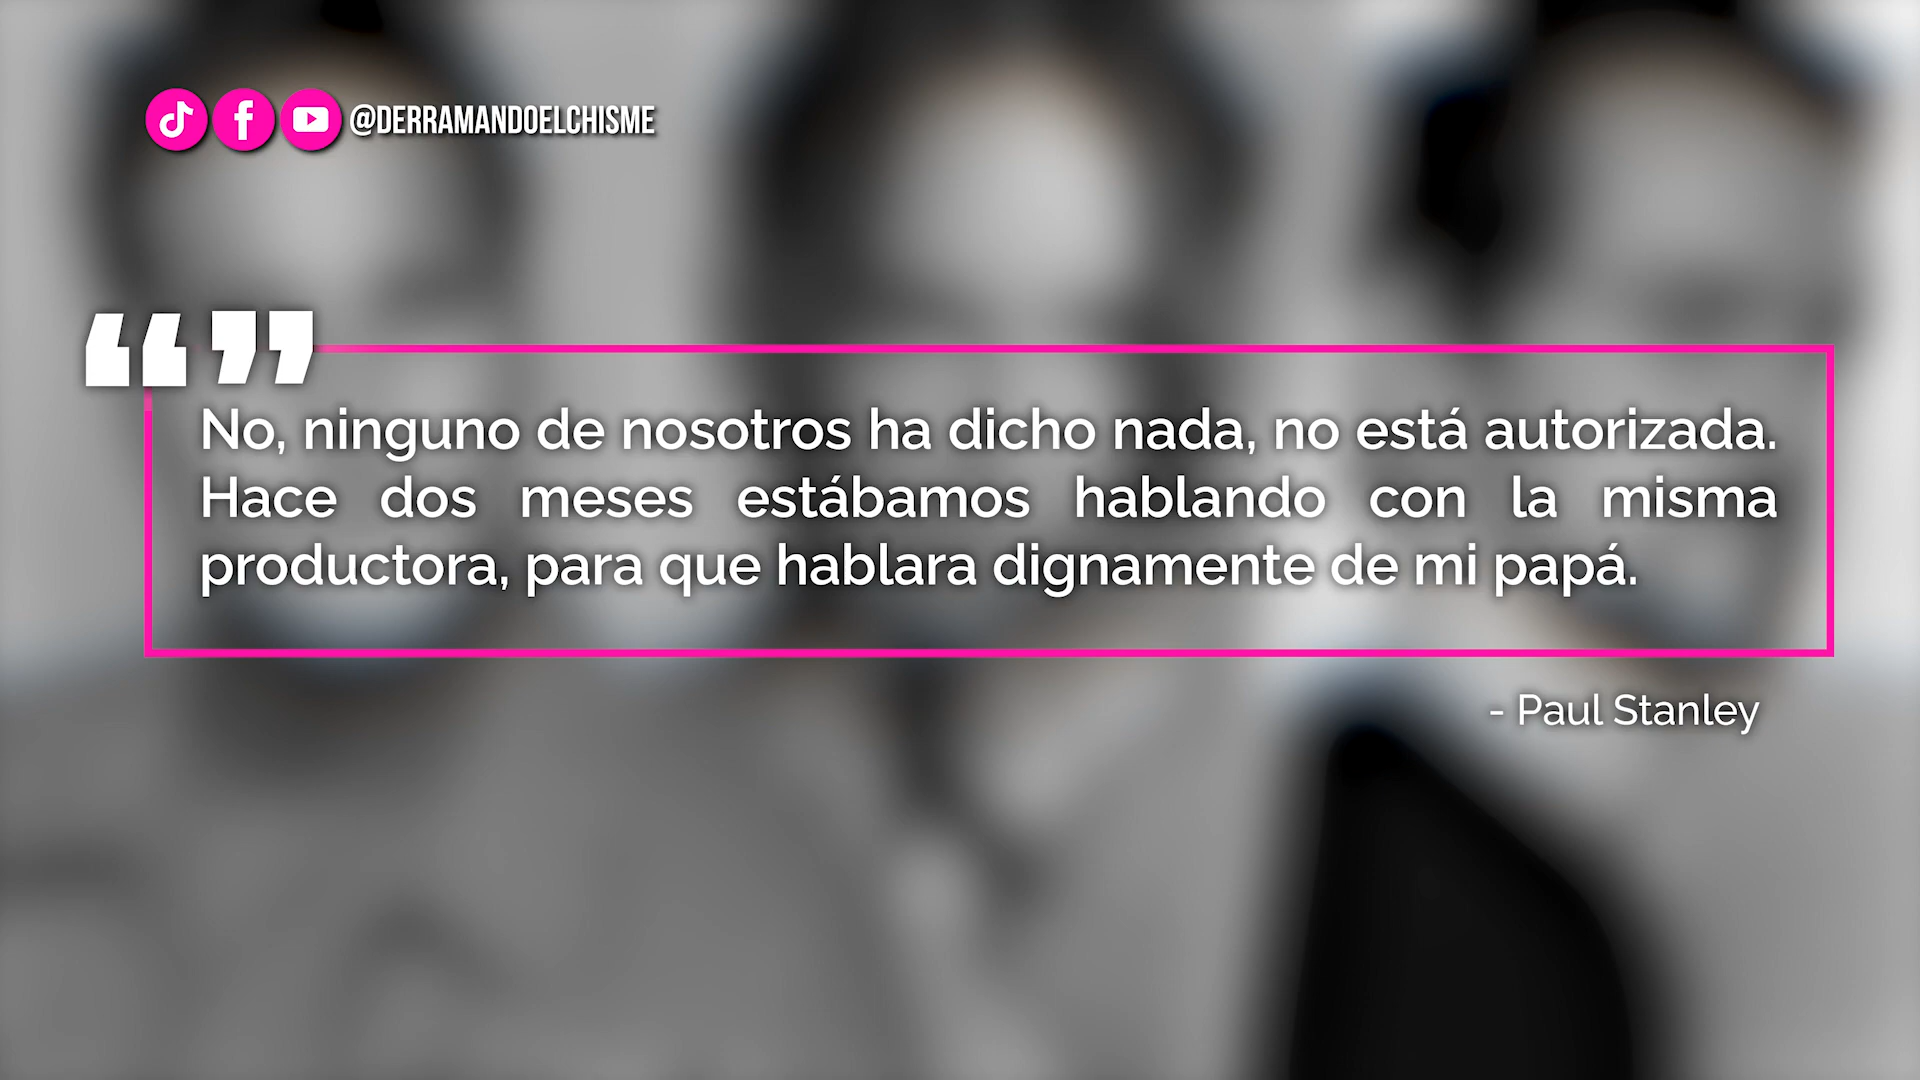 @DERRAMANDOELCHISME
“”
No, ninguno de nosotros ha dicho nada, no está autorizada.
Hace dos meses estábamos hablando con la misma
productora, para que hablara dignamente de mi papá.
- Paul Stanley